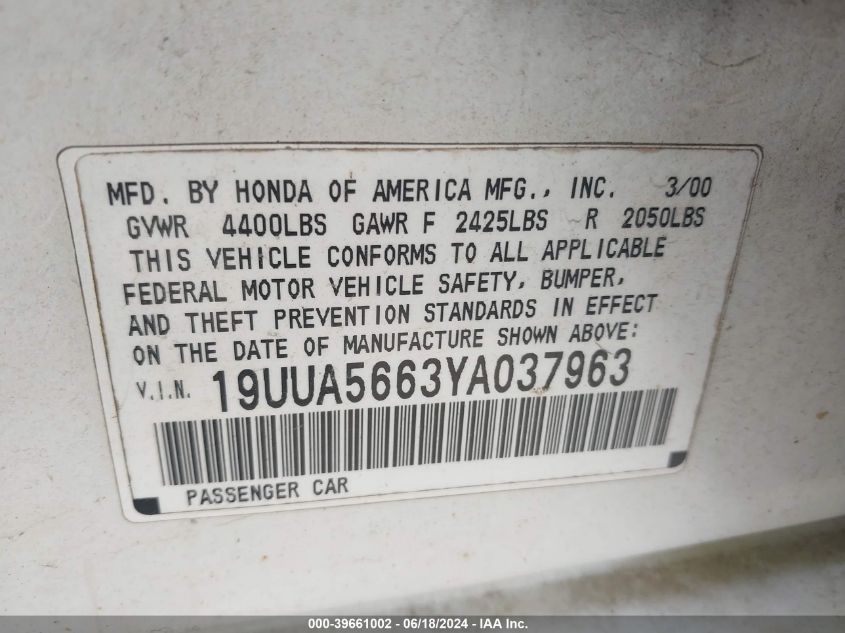 MFD. BY HONDA OF AMERICA MFG., INC. 3/00
GVWR 4400LBS GAWR F 2425LBS R 2050LBS
THIS VEHICLE CONFORMS TO ALL APPLICABLE
FEDERAL MOTOR VEHICLE SAFETY, BUMPER,
AND THEFT PREVENTION STANDARDS IN EFFECT
ON THE DATE OF MANUFACTURE SHOWN ABOVE:
V.I.N. 19UUA5663YA037963
PASSENGER CAR
000-39661002 - 06/18/2024 - IAA Inc.